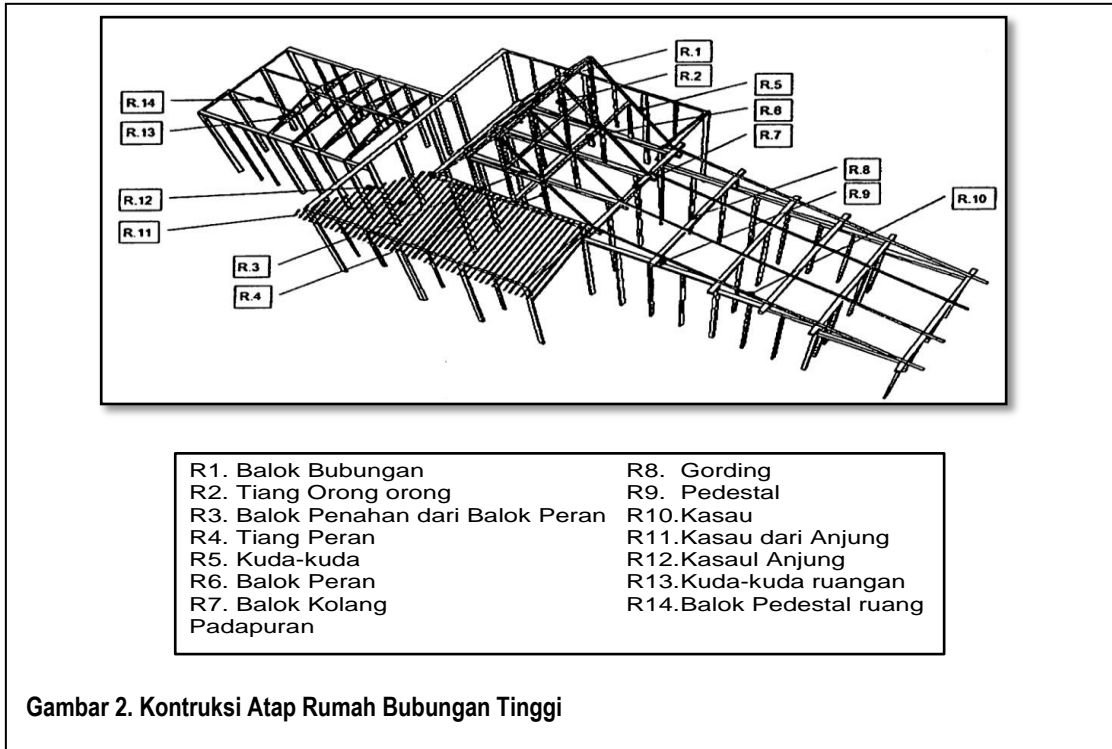 R.1
R.2
R.5
R.6
R.7
R.8
R.9
R.10
R.14
R.13
R.12
R.11
R.3
R.4
R1. Balok Bubungan
R2. Tiang Orong orong
R3. Balok Penahan dari Balok Peran
R4. Tiang Peran
R5. Kuda-kuda
R6. Balok Peran
R7. Balok Kolang
Padapuran
R8. Gording
R9. Pedestal
R10.Kasau
R11.Kasau dari Anjung
R12.Kasaul Anjung
R13.Kuda-kuda ruangan
R14.Balok Pedestal ruang
Gambar 2. Kontruksi Atap Rumah Bubungan Tinggi